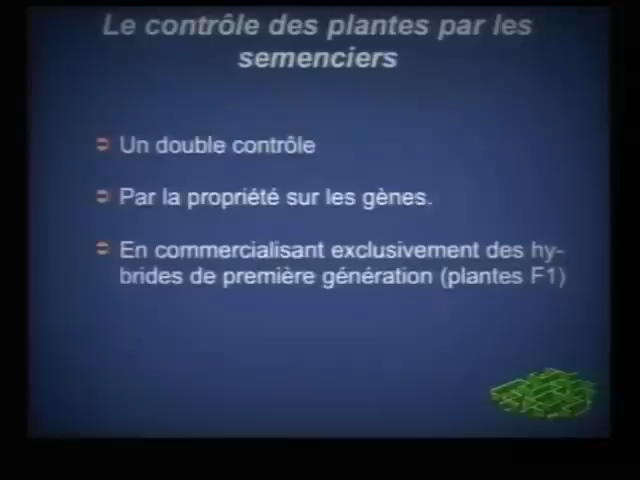 Le contrôle des plantes par les
semenciers
Un double contrôle
Par la propriété sur les gènes.
En commercialisant exclusivement des hy-
brides de première génération (plantes F1)